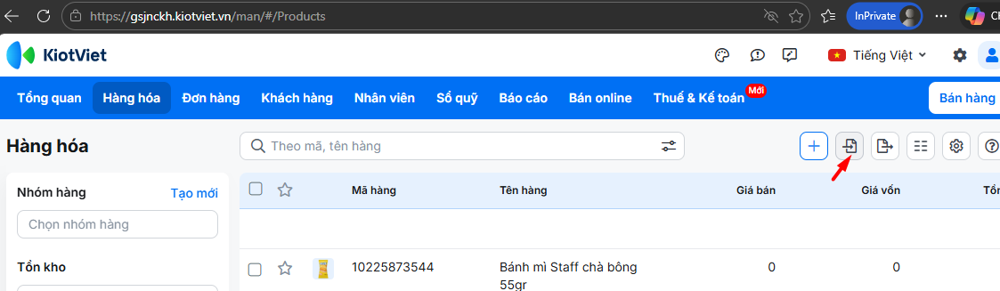 https://gsjnckh.kiotviet.vn/man/#/Products
InPrivate
KiotViet
Tiếng Việt
Tổng quan Hàng hóa Đơn hàng Khách hàng Nhân viên Sổ quỹ Báo cáo Bán online Thuế & Kế toán Mới Bán hàng
Hàng hóa
Theo mã, tên hàng
Nhóm hàng Tạo mới
Mã hàng Tên hàng Giá bán Giá vốn
Chọn nhóm hàng
Tồn kho
10225873544 Bánh mì Staff chà bông 0 0
55gr